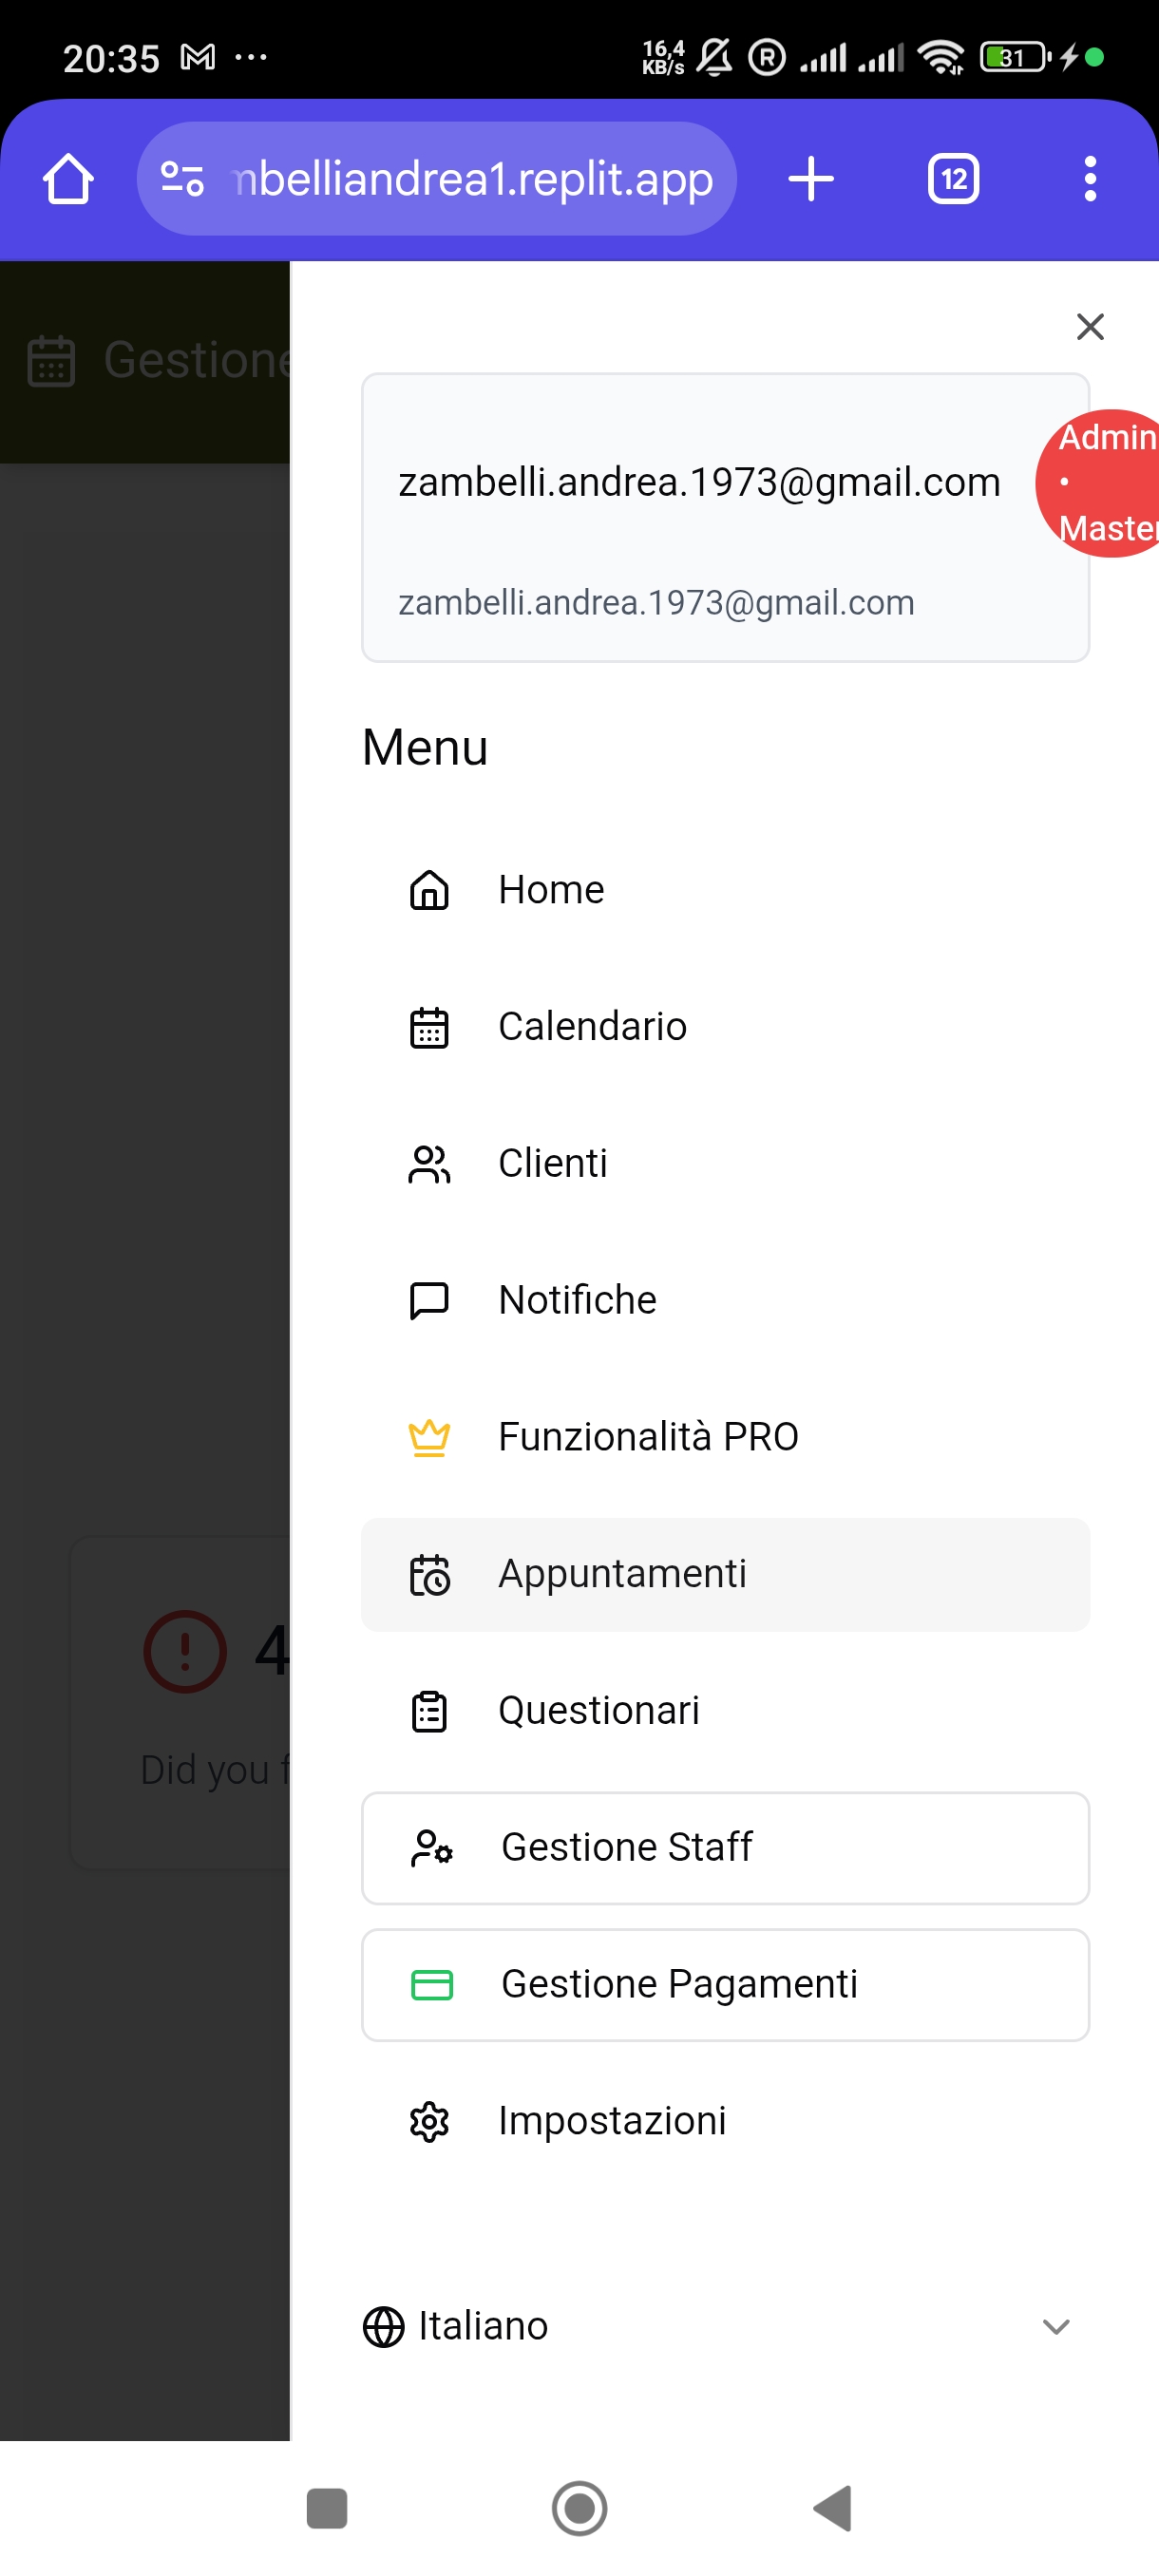 20:35
16,4
KB/s
R
31
mbelliandrea1.replit.app
12
Gestione
zambelli.andrea.1973@gmail.com
Admin
•
Master
zambelli.andrea.1973@gmail.com
Menu
Home
Calendario
Clienti
Notifiche
Funzionalità PRO
Appuntamenti
4
Questionari
Did you f
Gestione Staff
Gestione Pagamenti
Impostazioni
Italiano